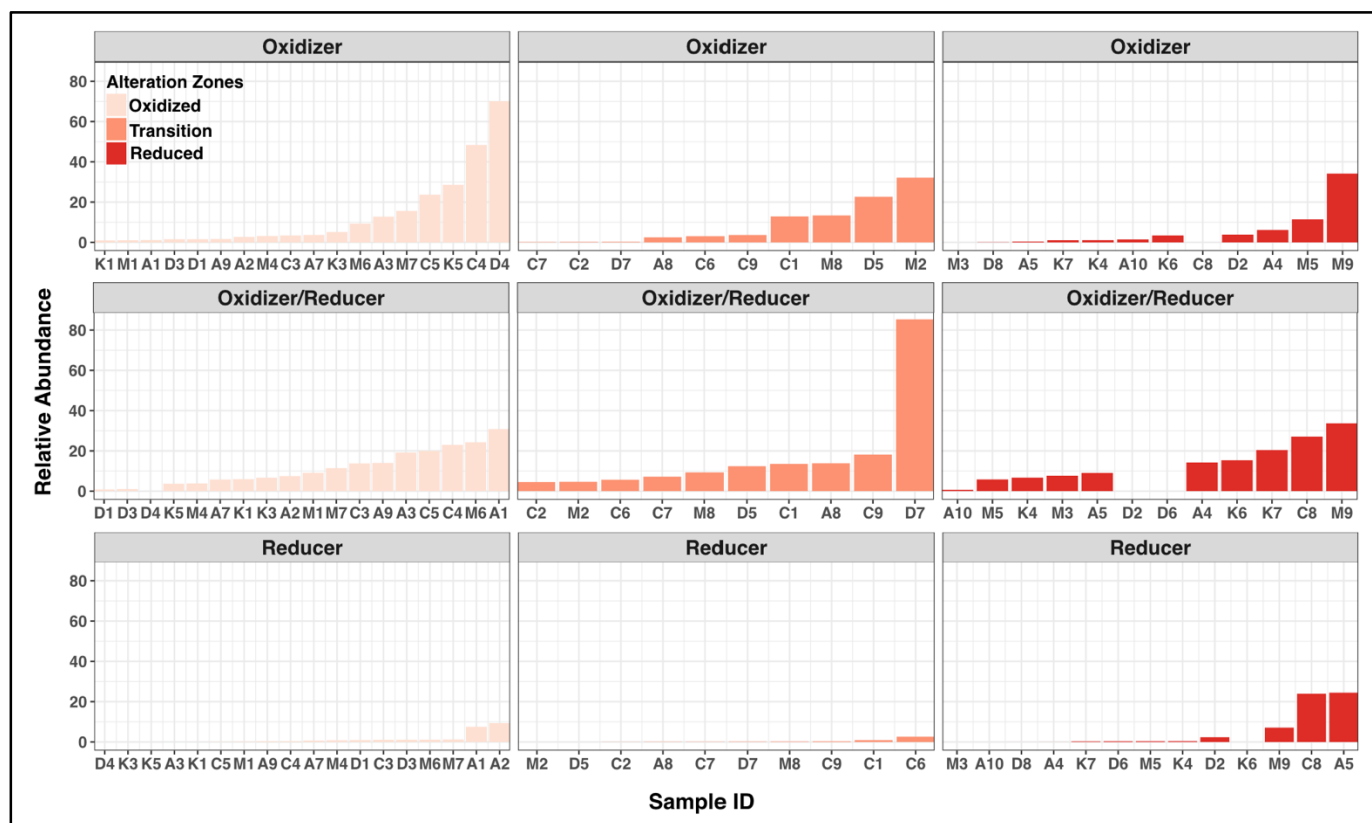 Oxidizer Oxidizer Oxidizer
Alteration Zones
Oxidized
Transition
Reduced
80
60
40
20
0
K1 M1 A1 D3 D1 A9 A2 M4 C3 A7 K3 M6 A3 M7 C5 K5 C4 D4
C7 C2 D7 A8 C6 C9 C1 M8 D5 M2
M3 D8 A5 K7 K4 A10 K6 C8 D2 A4 M5 M9
Oxidizer/Reducer Oxidizer/Reducer Oxidizer/Reducer
80
60
40
20
0
D1 D3 D4 K5 M4 A7 K1 K3 A2 M1 M7 C3 A9 A3 C5 C4 M6 A1
C2 M2 C6 C7 M8 D5 C1 A8 C9 D7
A10 M5 K4 M3 A5 D2 D6 A4 K6 K7 C8 M9
Reducer Reducer Reducer
80
60
40
20
0
D4 K3 K5 A3 K1 C5 M1 A9 C4 A7 M4 D1 C3 D3 M6 M7 A1 A2
M2 D5 C2 A8 C7 D7 M8 C9 C1 C6
M3 A10 D8 A4 K7 D6 M5 K4 D2 K6 M9 C8 A5
Relative Abundance
Sample ID